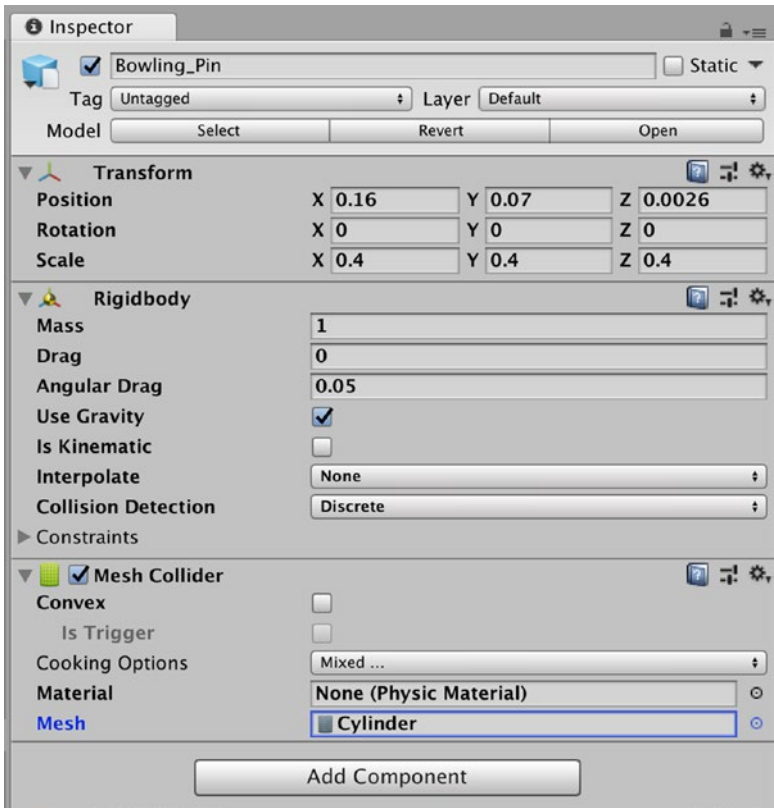 Inspector
Bowling_Pin Static
Tag Untagged Layer Default
Model Select Revert Open
Transform
Position X 0.16 Y 0.07 Z 0.0026
Rotation X 0 Y 0 Z 0
Scale X 0.4 Y 0.4 Z 0.4
Rigidbody
Mass 1
Drag 0
Angular Drag 0.05
Use Gravity
Is Kinematic
Interpolate None
Collision Detection Discrete
Constraints
Mesh Collider
Convex
Is Trigger
Cooking Options Mixed ...
Material None (Physic Material)
Mesh Cylinder
Add Component